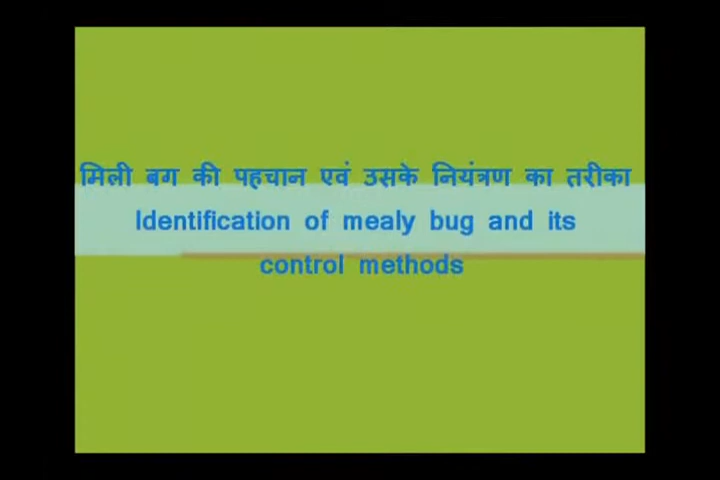 मिली बग की पहचान एवं उसके नियंत्रण का तरीका
Identification of mealy bug and its
control methods